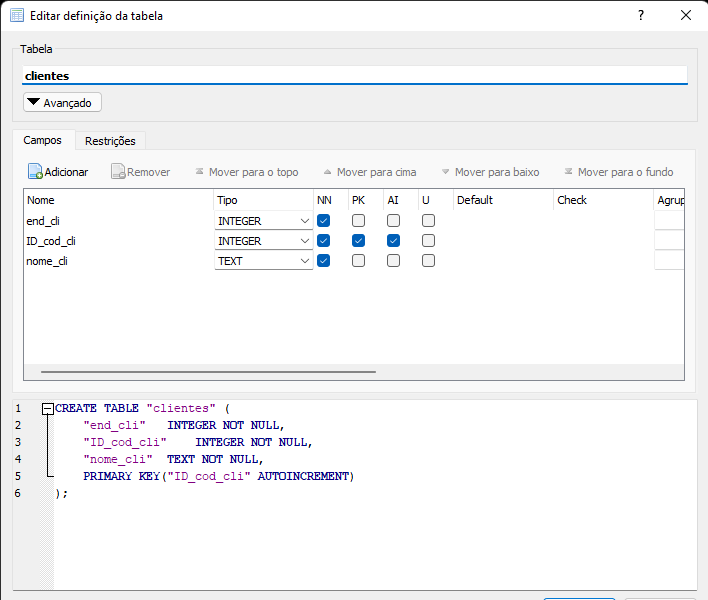 Editar definição da tabela
?
Tabela
clientes
Avançado
Campos Restrições
Adicionar Remover Mover para o topo Mover para cima Mover para baixo Mover para o fundo
Nome Tipo NN PK AI U Default Check Agrup
end_cli INTEGER
ID_cod_cli INTEGER
nome_cli TEXT
1 CREATE TABLE "clientes" (
2 "end_cli" INTEGER NOT NULL,
3 "ID_cod_cli" INTEGER NOT NULL,
4 "nome_cli" TEXT NOT NULL,
5 PRIMARY KEY("ID_cod_cli" AUTOINCREMENT)
6 );